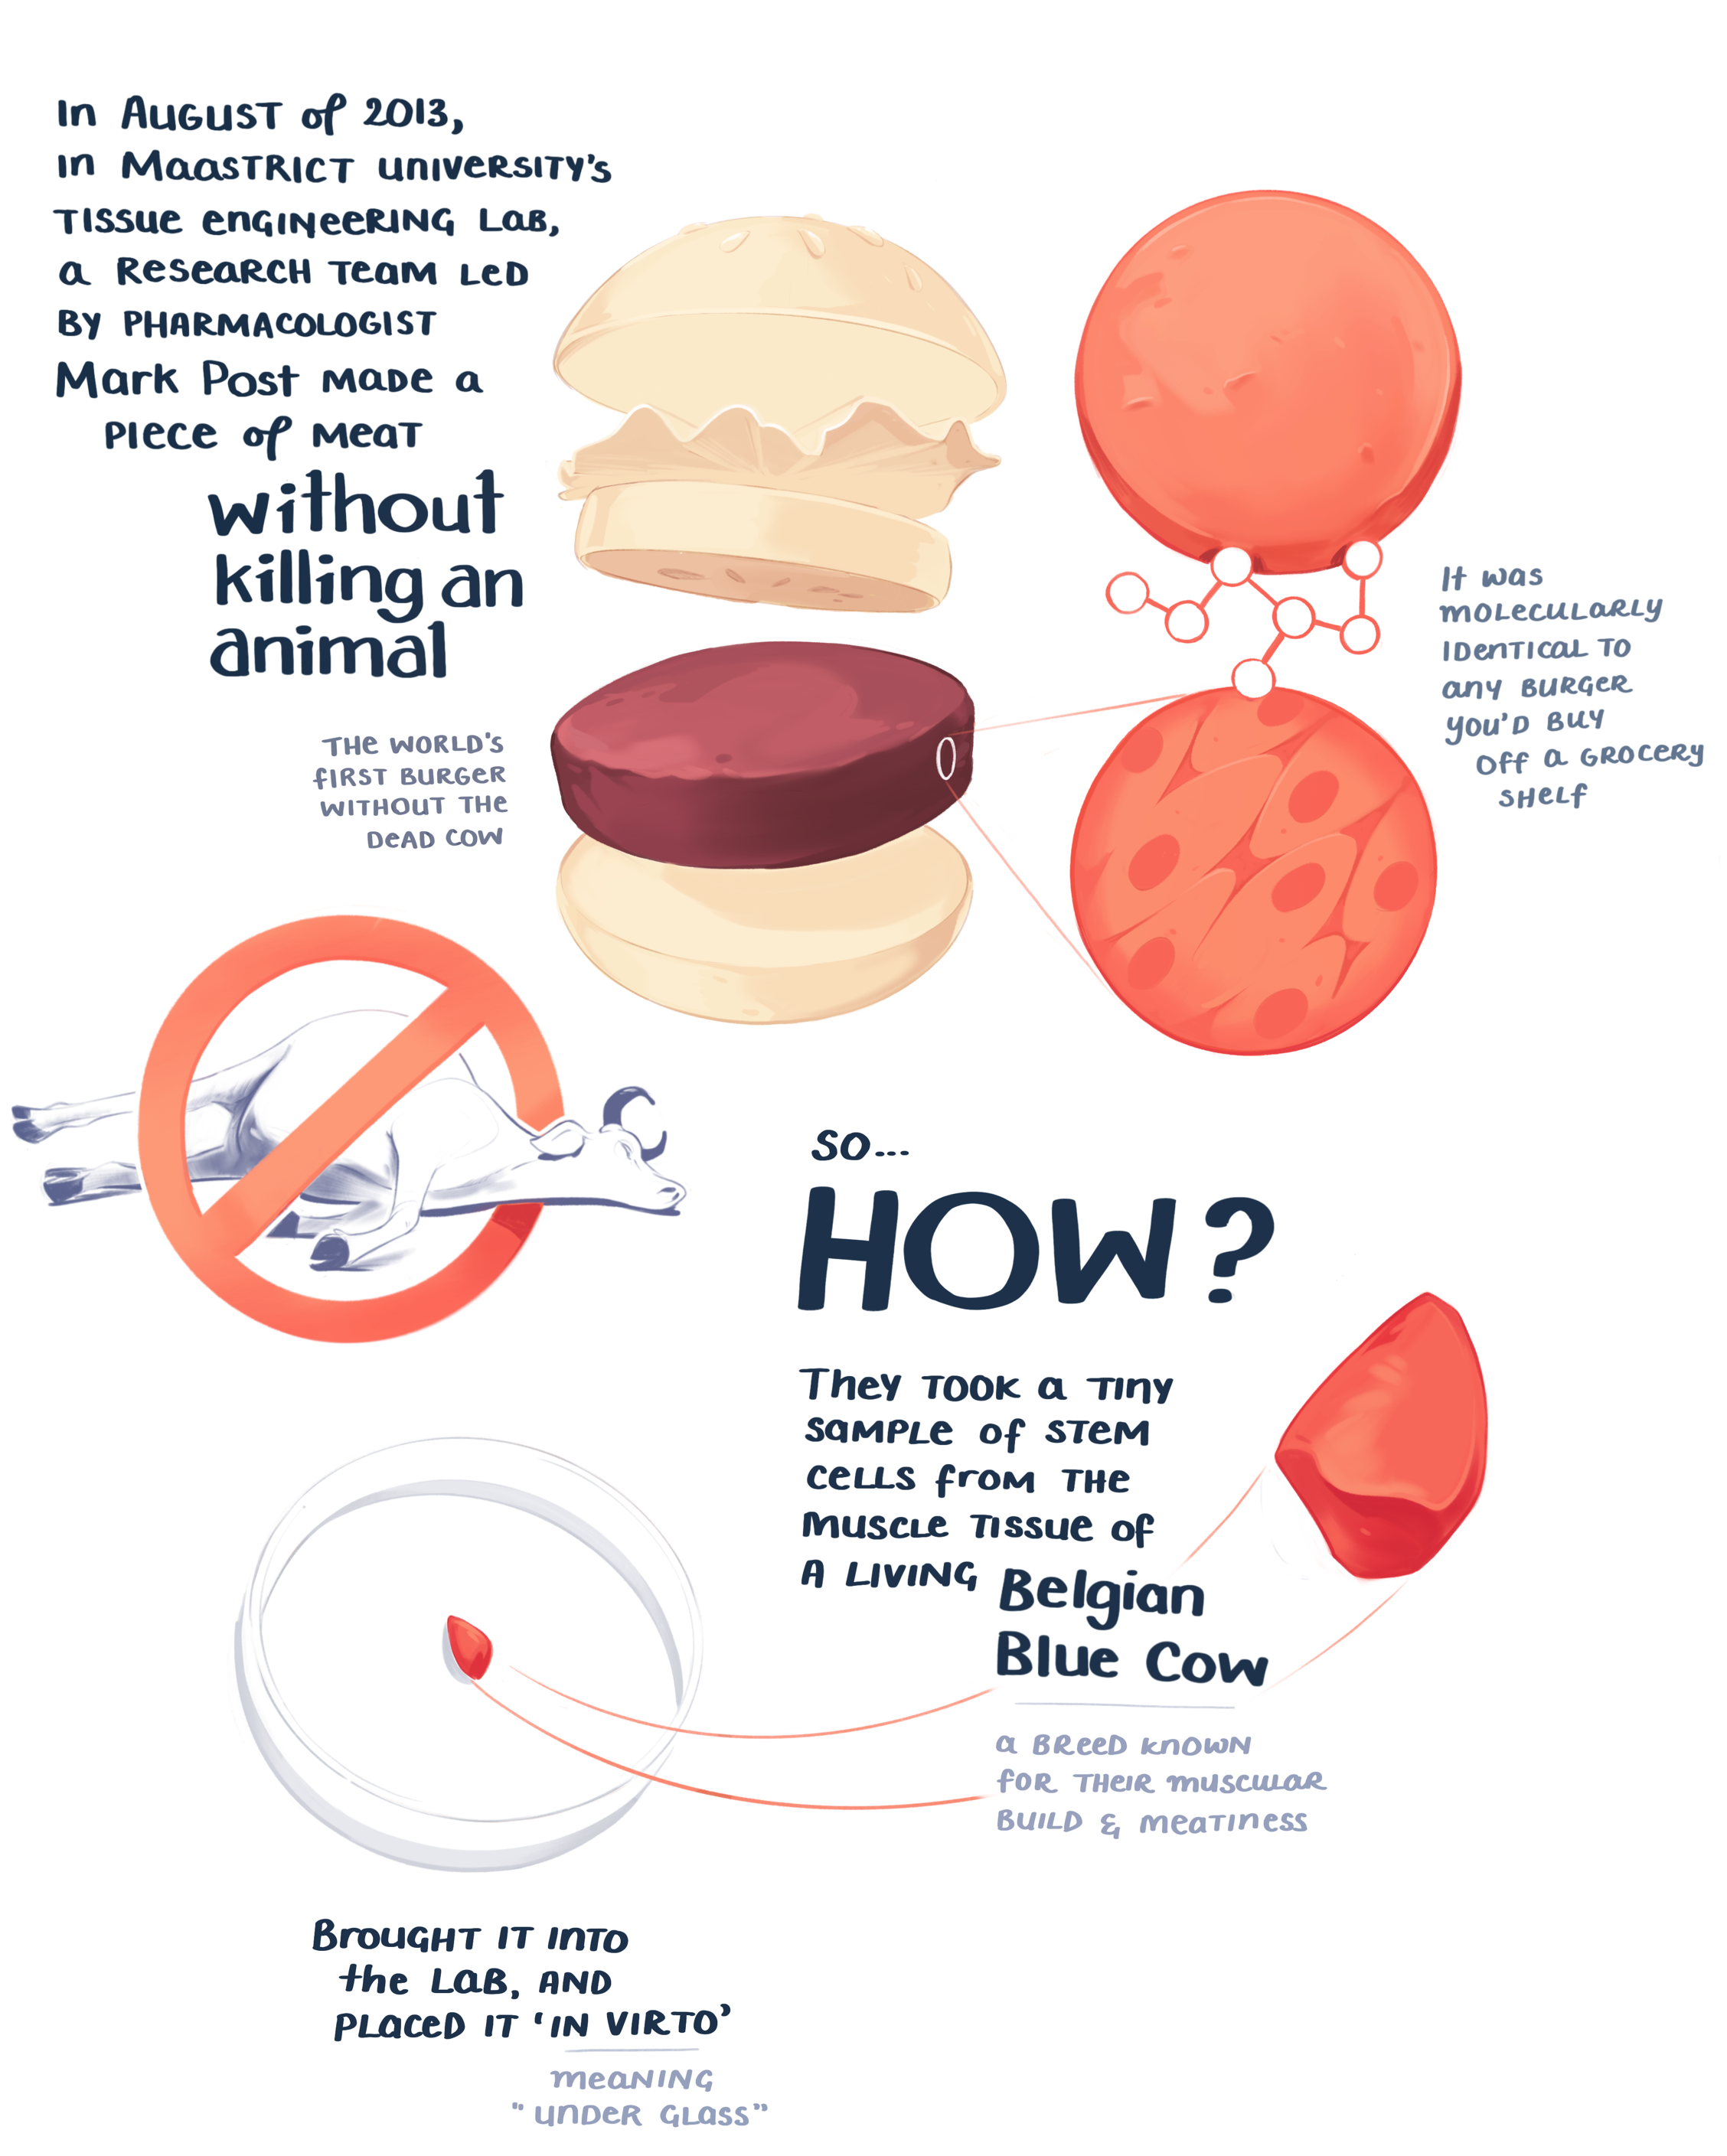 In August of 2013,
in Maastrict University's
tissue engineering lab,
a research team led
by pharmacologist
Mark Post made a
piece of meat
without
killing an
animal
The world's
first burger
without the
dead cow
It was
molecularly
identical to
any burger
you'd buy
off a grocery
shelf
So...
HOW?
They took a tiny
sample of stem
cells from the
muscle tissue of
a living Belgian
Blue Cow
a breed known
for their muscular
build & meatiness
Brought it into
the lab, and
placed it 'in virto'
meaning
"under glass"